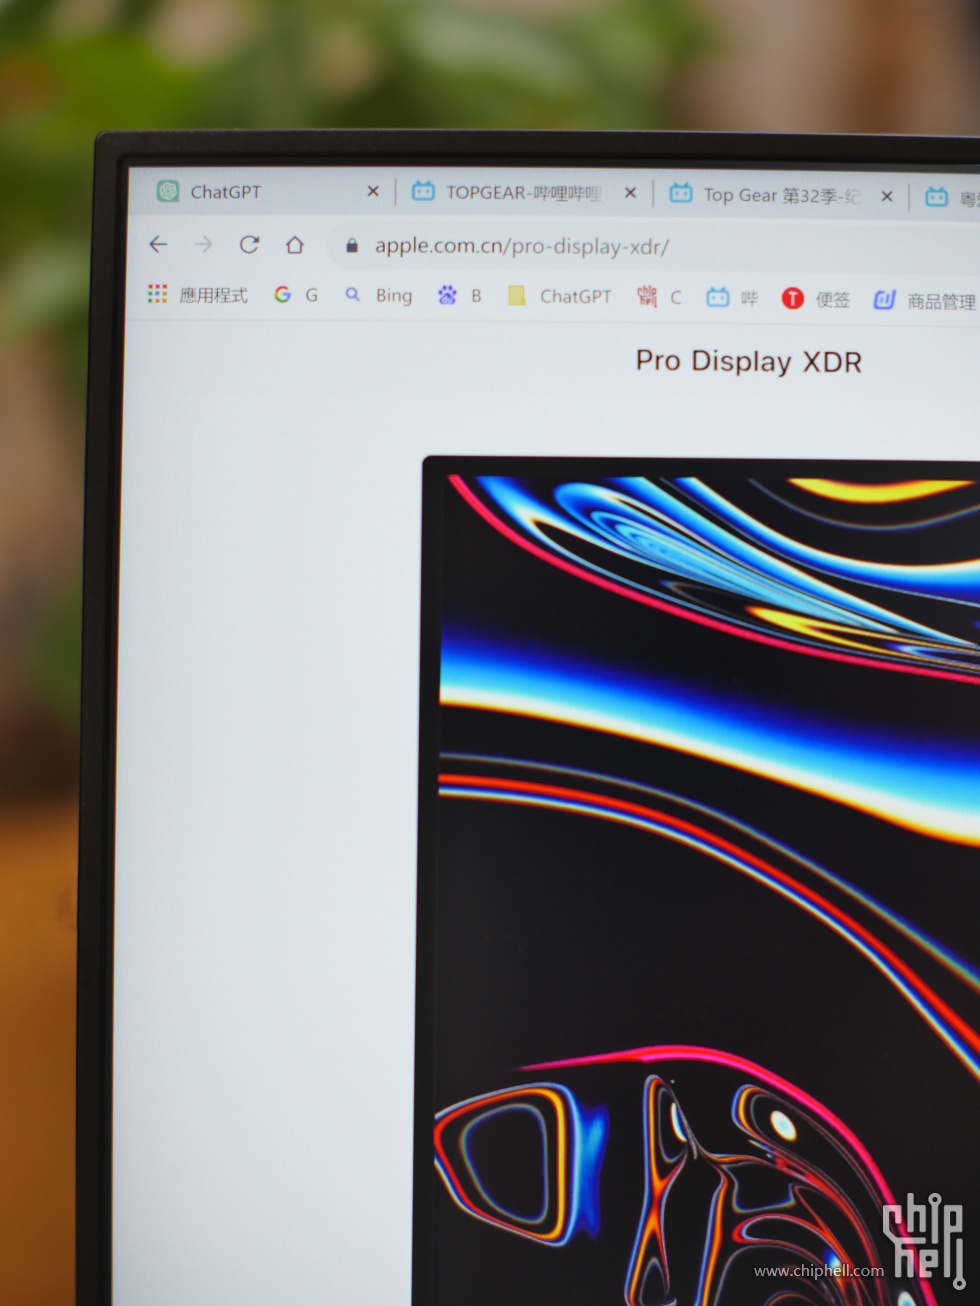 ChatGPT
TOPGEAR-哔哩哔哩
Top Gear 第32季-纪
粤
apple.com.cn/pro-display-xdr/
應用程式
G
Bing
B
ChatGPT
C
哔
便签
商品管理
Pro Display XDR
chip hell
www.chiphell.com